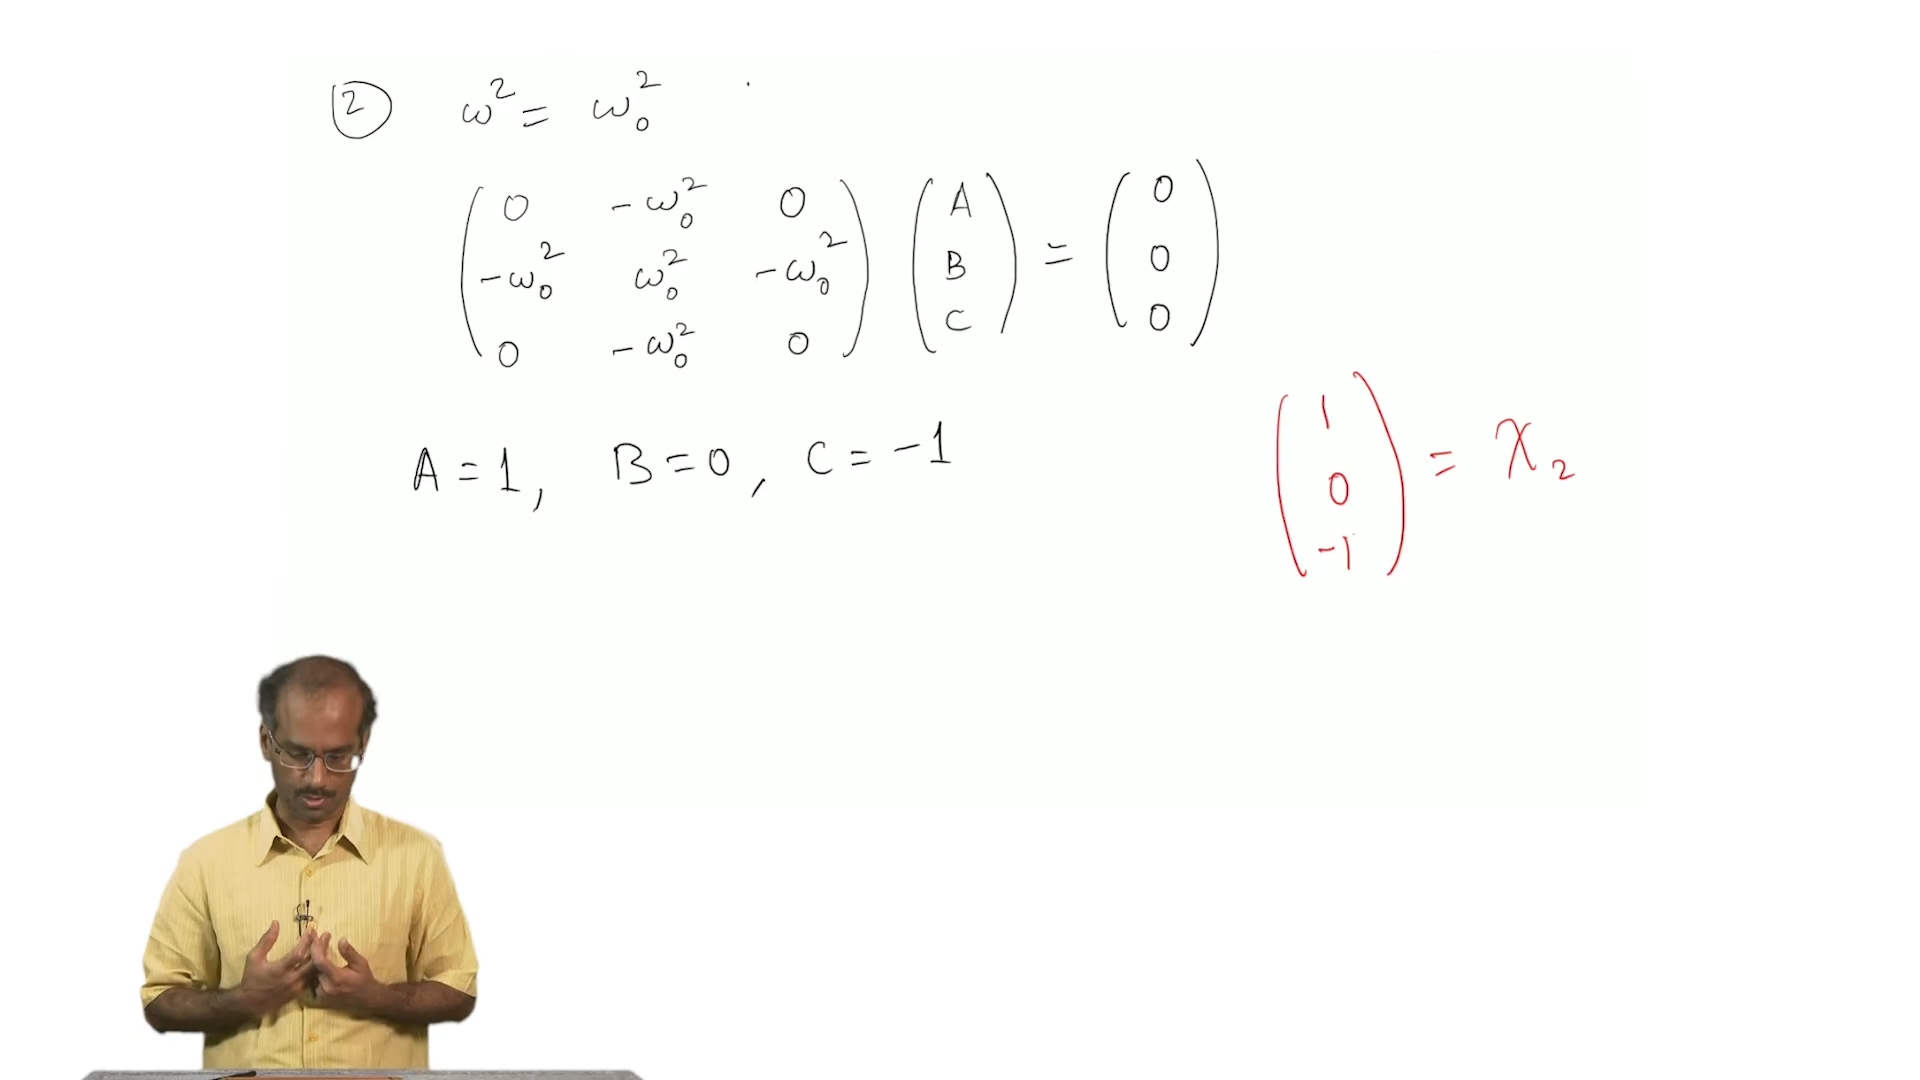 ② ω² = ω₀²
( 0 -ω₀² 0 ) ( A ) = ( 0 )
( -ω₀² ω₀² -ω₀² ) ( B ) ( 0 )
( 0 -ω₀² 0 ) ( C ) ( 0 )
A = 1, B = 0, C = -1
( 1 )
( 0 ) = χ₂
( -1 )